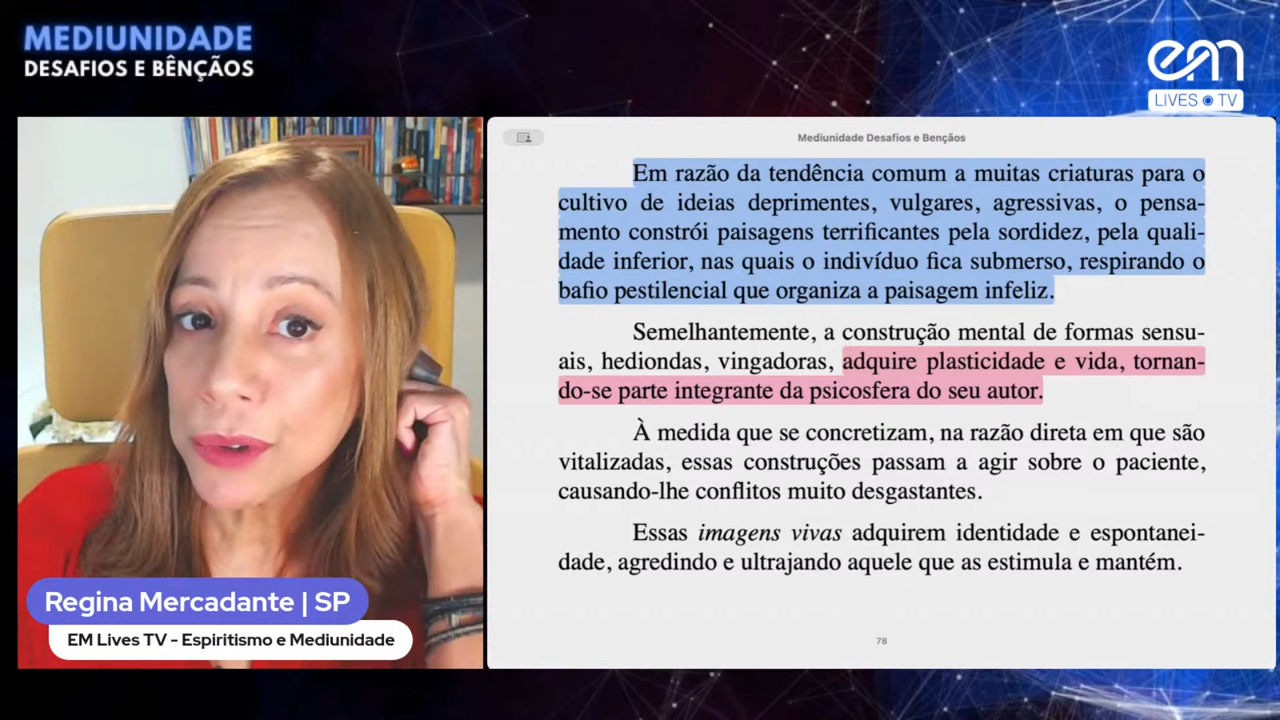 MEDIUNIDADE
DESAFIOS E BÊNÇÃOS
em
LIVES TV
Mediunidade Desafios e Bençãos
Em razão da tendência comum a muitas criaturas para o
cultivo de ideias deprimentes, vulgares, agressivas, o pensa-
mento constrói paisagens terrificantes pela sordidez, pela quali-
dade inferior, nas quais o indivíduo fica submerso, respirando o
bafio pestilencial que organiza a paisagem infeliz.
Semelhantemente, a construção mental de formas sensu-
ais, hediondas, vingadoras, adquire plasticidade e vida, tornan-
do-se parte integrante da psicosfera do seu autor.
À medida que se concretizam, na razão direta em que são
vitalizadas, essas construções passam a agir sobre o paciente,
causando-lhe conflitos muito desgastantes.
Essas imagens vivas adquirem identidade e espontanei-
dade, agredindo e ultrajando aquele que as estimula e mantém.
78
Regina Mercadante | SP
EM Lives TV - Espiritismo e Mediunidade